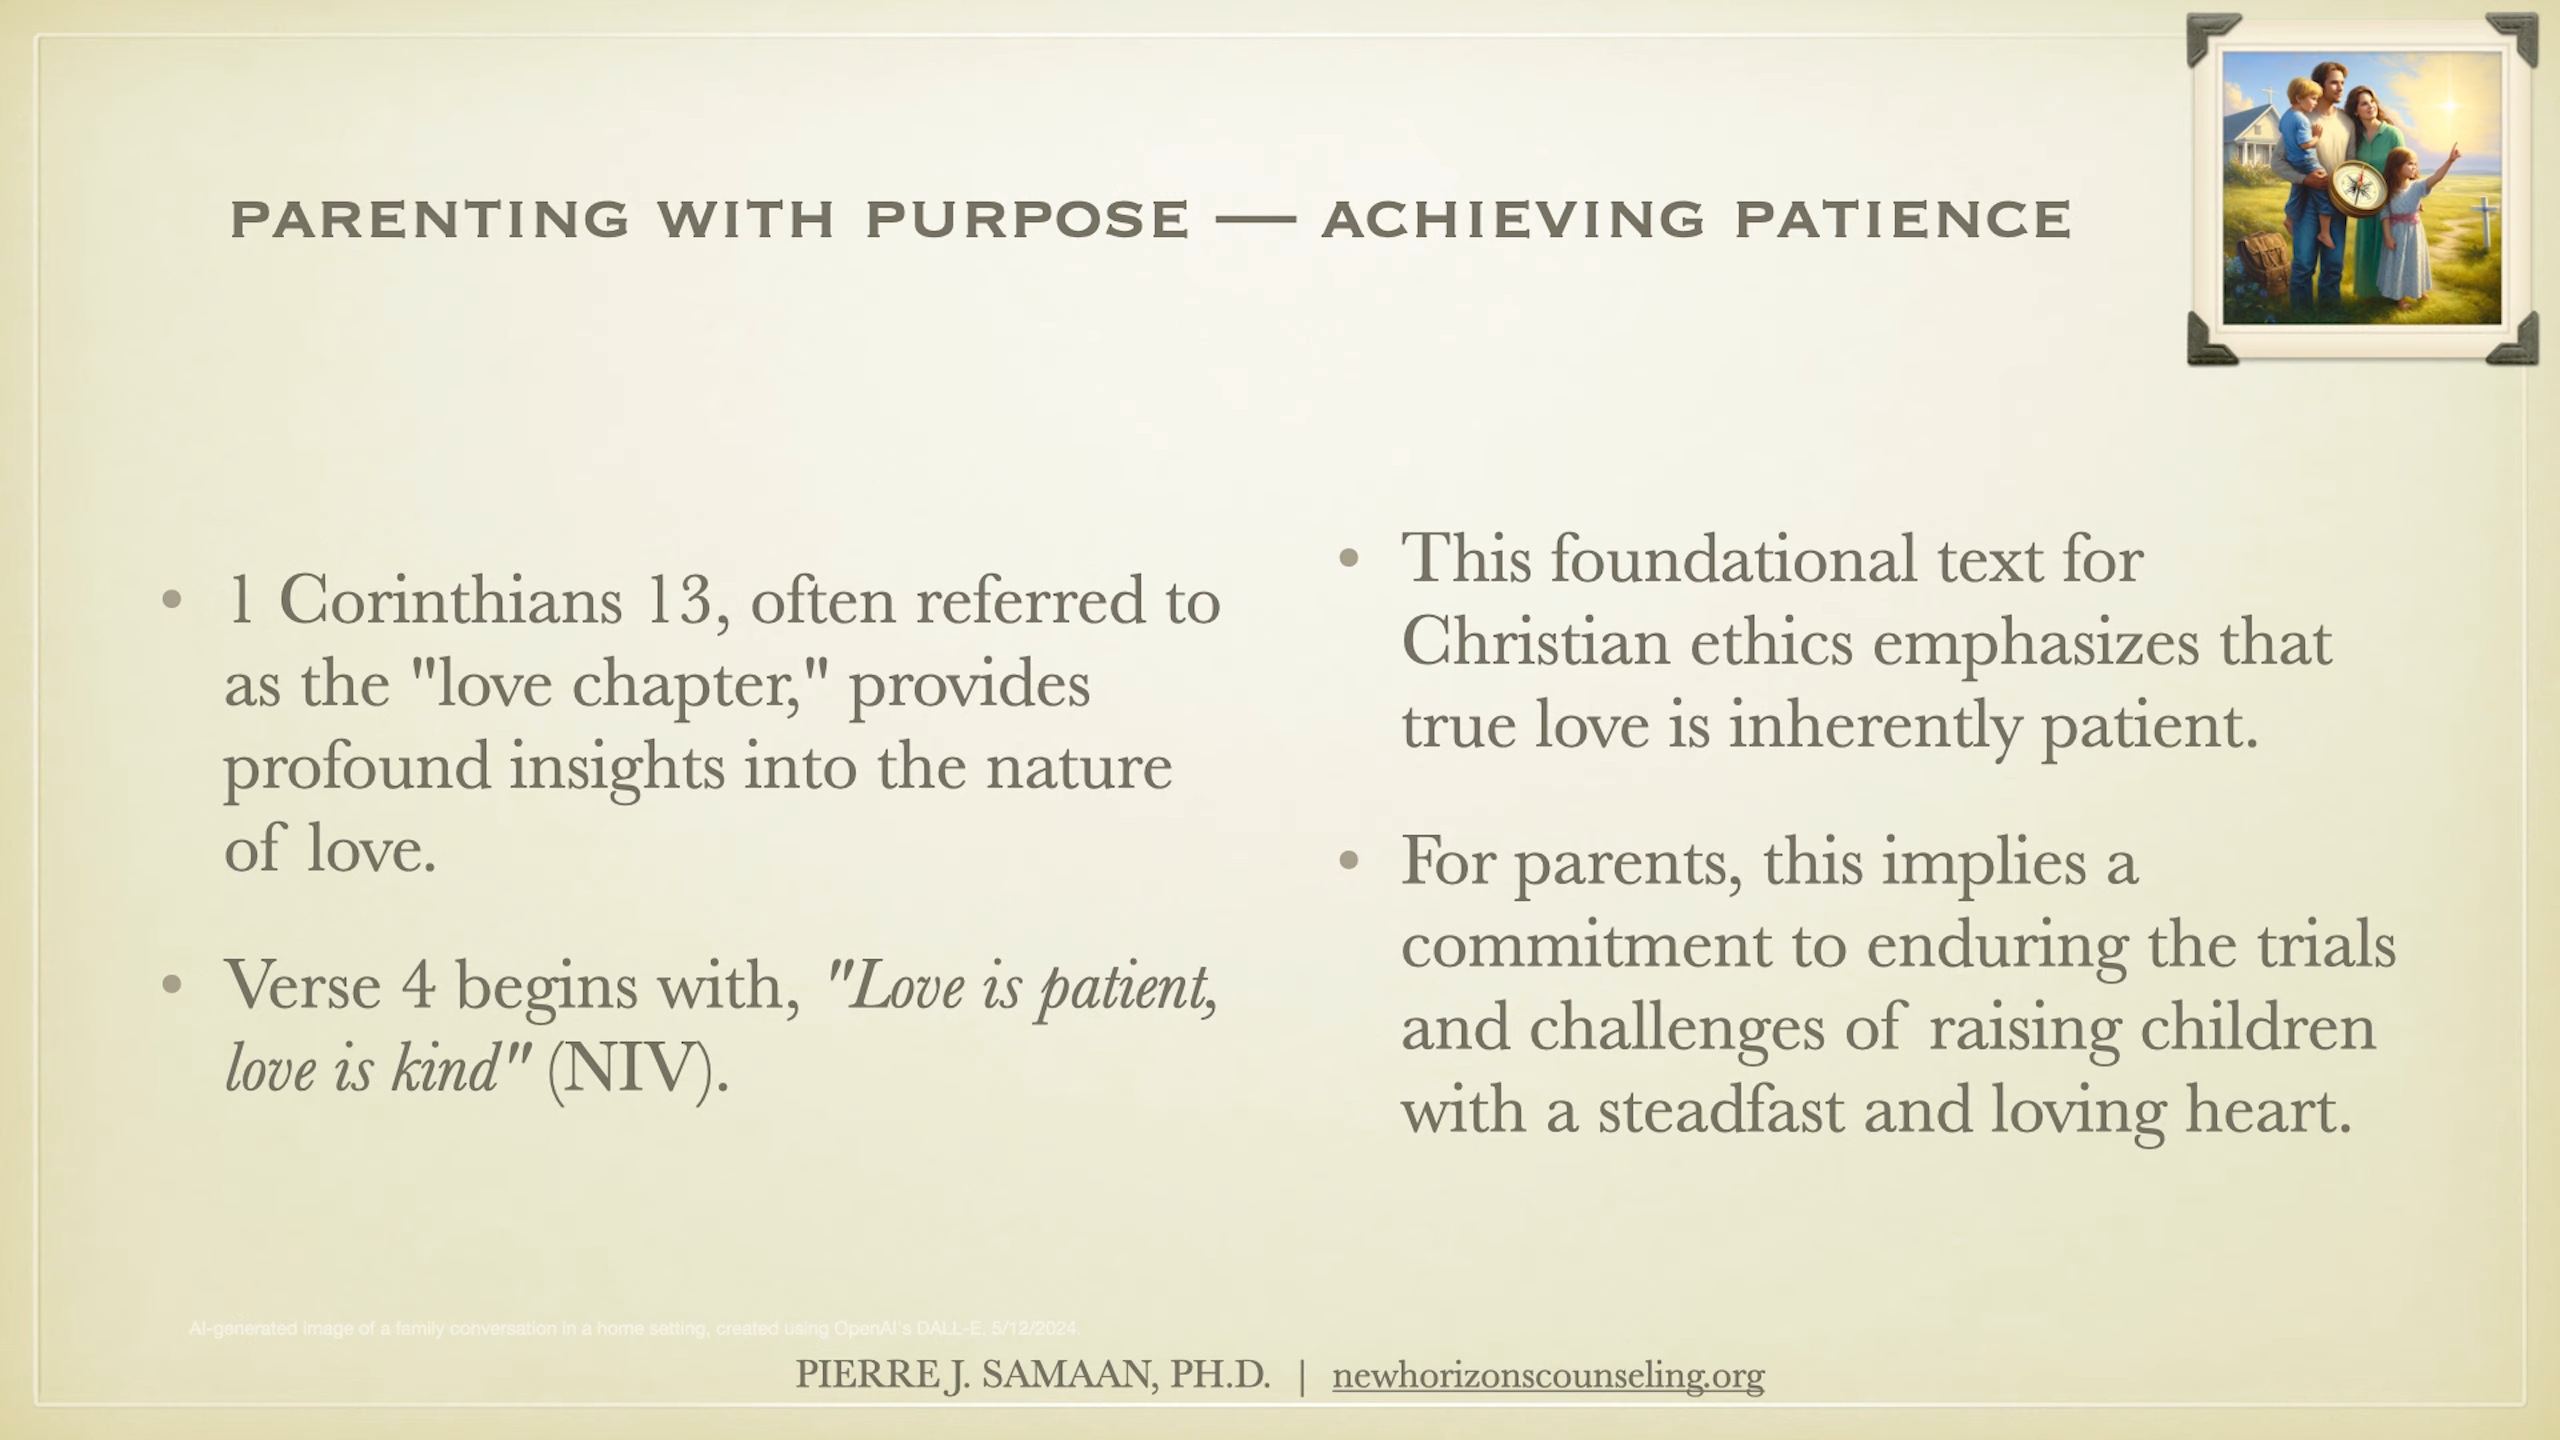 PARENTING WITH PURPOSE — ACHIEVING PATIENCE
• 1 Corinthians 13, often referred to
as the "love chapter," provides
profound insights into the nature
of love.
• Verse 4 begins with, "Love is patient,
love is kind" (NIV).
• This foundational text for
Christian ethics emphasizes that
true love is inherently patient.
• For parents, this implies a
commitment to enduring the trials
and challenges of raising children
with a steadfast and loving heart.
AI-generated image of a family conversation in a home setting, created using OpenAI's DALL-E, 5/12/2024.
PIERRE J. SAMAAN, PH.D. | newhorizonscounseling.org